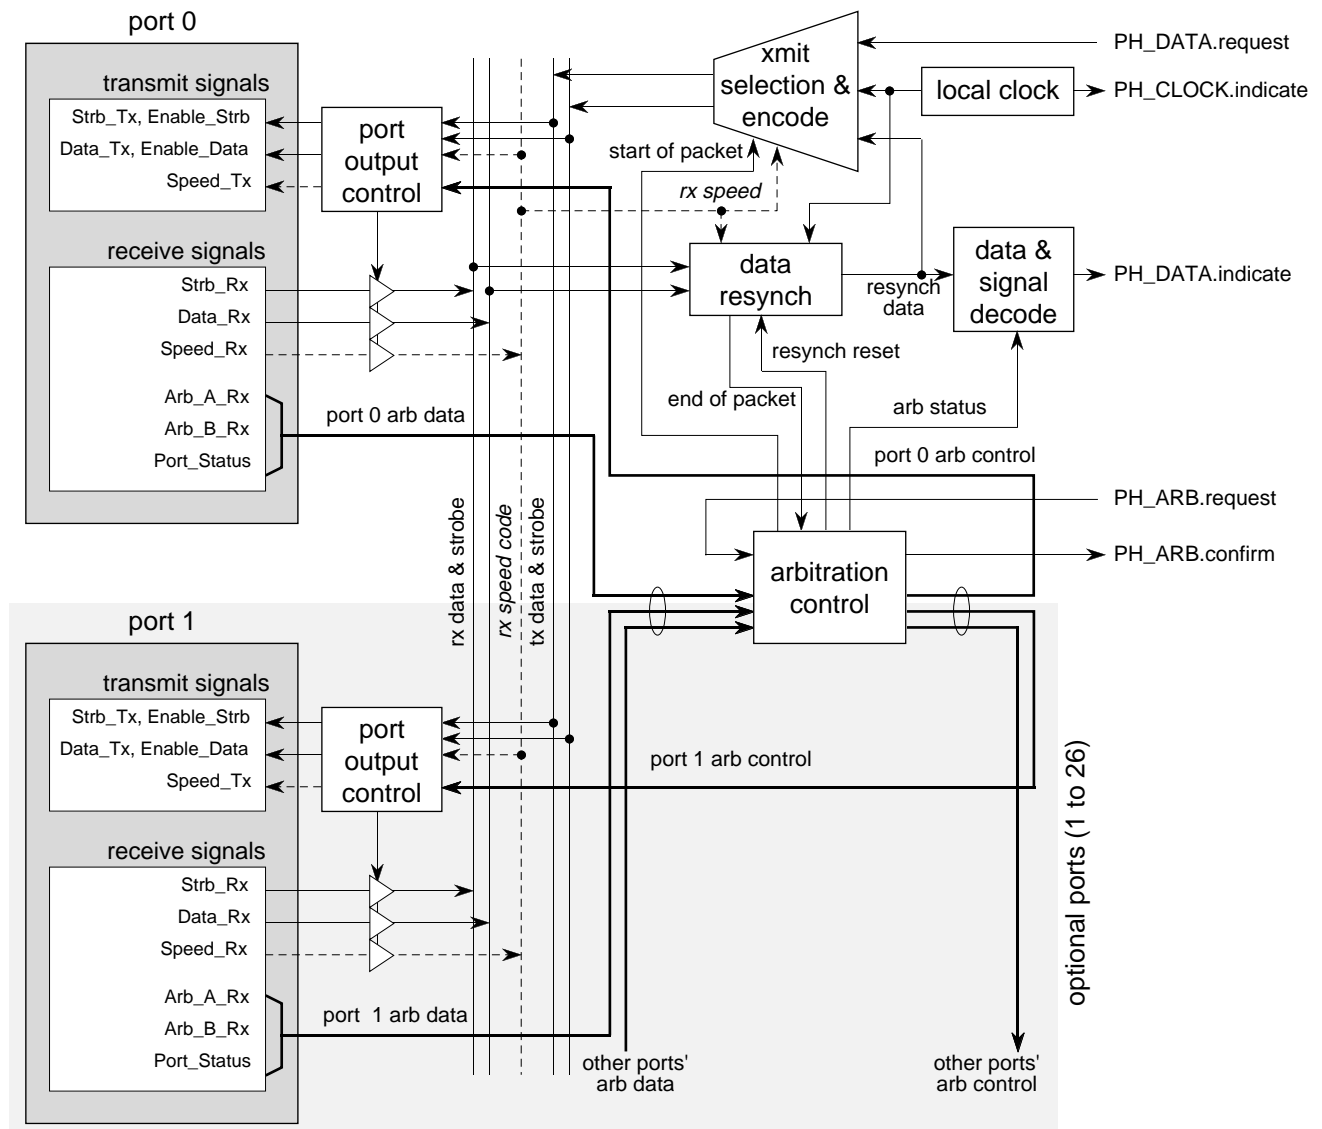 port 0
transmit signals
Strb_Tx, Enable_Strb
Data_Tx, Enable_Data
Speed_Tx
port
output
control
receive signals
Strb_Rx
Data_Rx
Speed_Rx
Arb_A_Rx
Arb_B_Rx
Port_Status
port 0 arb data
xmit
selection &
encode
PH_DATA.request
local clock
PH_CLOCK.indicate
start of packet
rx speed
data
resynch
resynch
data
data &
signal
decode
PH_DATA.indicate
resynch reset
end of packet
arb status
port 0 arb control
PH_ARB.request
PH_ARB.confirm
arbitration
control
rx data & strobe
rx speed code
tx data & strobe
port 1
transmit signals
Strb_Tx, Enable_Strb
Data_Tx, Enable_Data
Speed_Tx
port
output
control
port 1 arb control
receive signals
Strb_Rx
Data_Rx
Speed_Rx
Arb_A_Rx
Arb_B_Rx
Port_Status
port 1 arb data
other ports'
arb data
other ports'
arb control
optional ports (1 to 26)